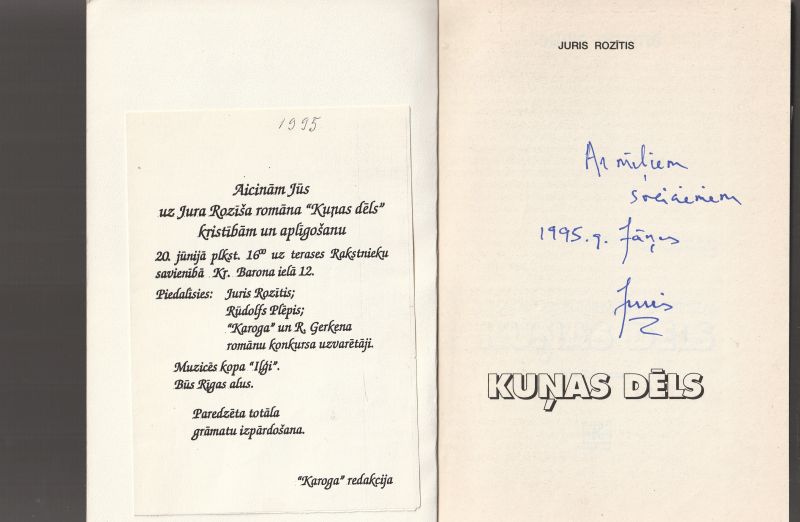 1995
Aicinām Jūs
uz Jura Rozīša romāna "Kuņas dēls"
kristībām un aplīgošanu
20. jūnijā plkst. 16⁰⁰ uz terases Rakstnieku
savienībā Kr. Barona ielā 12.
Piedalīsies: Juris Rozītis;
Rūdolfs Plēpis;
"Karoga" un R. Gerkena
romānu konkursa uzvarētāji.
Muzicēs kopa "Iļģi".
Būs Rīgas alus.
Paredzēta totāla
grāmatu izpārdošana.
"Karoga" redakcija
JURIS ROZĪTIS
Ar mīļiem
sveicieniem
1995. g. Jāņos
Juris
KUŅAS DĒLS